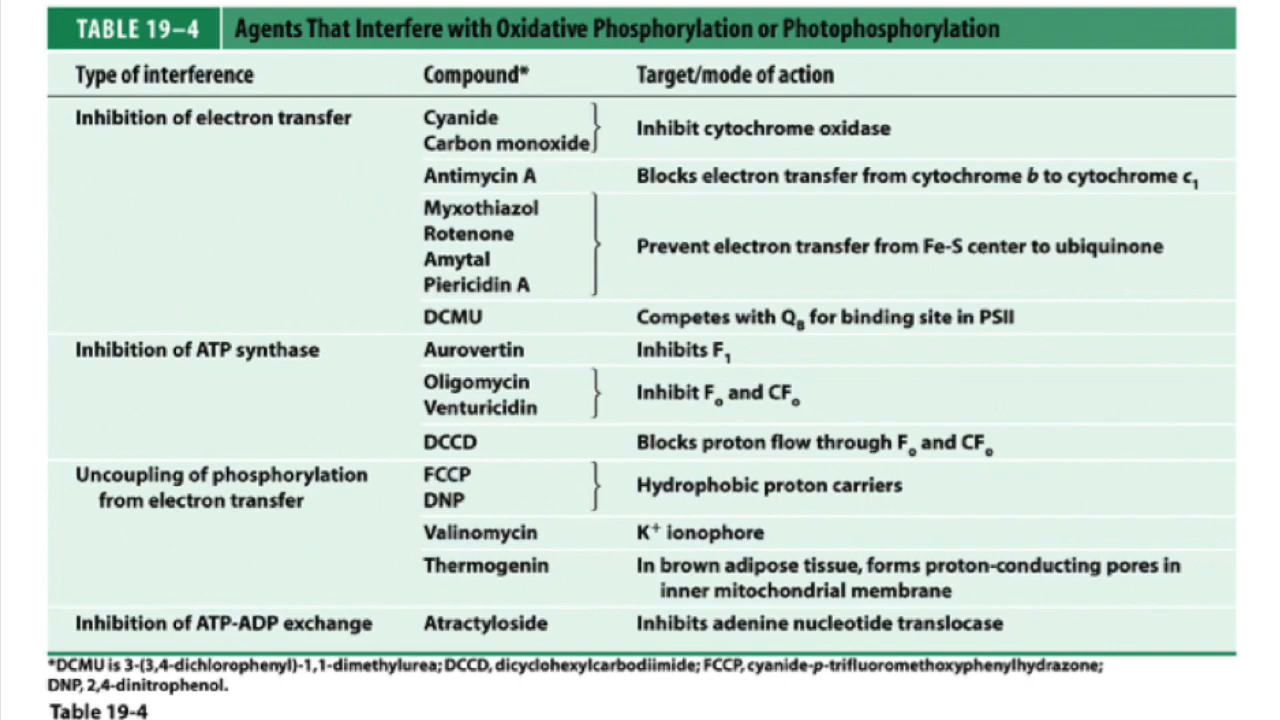 TABLE 19–4 Agents That Interfere with Oxidative Phosphorylation or Photophosphorylation
Type of interference Compound* Target/mode of action
Inhibition of electron transfer Cyanide
Carbon monoxide
Inhibit cytochrome oxidase
Antimycin A Blocks electron transfer from cytochrome b to cytochrome c₁
Myxothiazol
Rotenone
Amytal
Piericidin A
Prevent electron transfer from Fe-S center to ubiquinone
DCMU Competes with Q_B for binding site in PSII
Inhibition of ATP synthase Aurovertin Inhibits F₁
Oligomycin
Venturicidin
Inhibit Fₒ and CFₒ
DCCD Blocks proton flow through Fₒ and CFₒ
Uncoupling of phosphorylation
from electron transfer
FCCP
DNP
Hydrophobic proton carriers
Valinomycin K⁺ ionophore
Thermogenin In brown adipose tissue, forms proton-conducting pores in
inner mitochondrial membrane
Inhibition of ATP-ADP exchange Atractyloside Inhibits adenine nucleotide translocase
*DCMU is 3-(3,4-dichlorophenyl)-1,1-dimethylurea; DCCD, dicyclohexylcarbodiimide; FCCP, cyanide-p-trifluoromethoxyphenylhydrazone;
DNP, 2,4-dinitrophenol.
Table 19-4